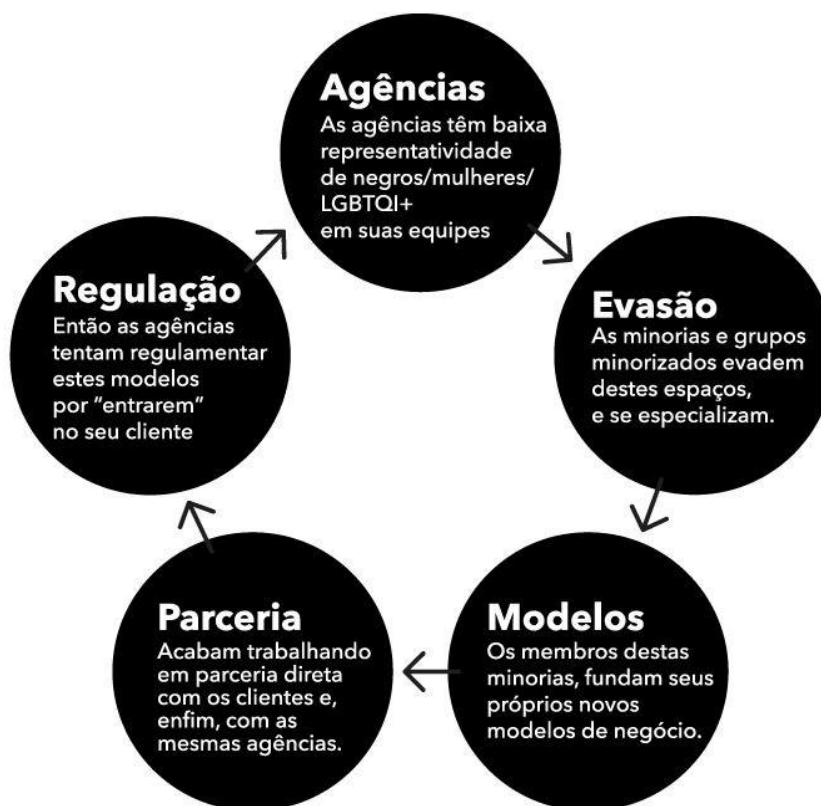 Agências
As agências têm baixa
representatividade
de negros/mulheres/
LGBTQI+
em suas equipes
Evasão
As minorias e grupos
minorizados evadem
destes espaços,
e se especializam.
Modelos
Os membros destas
minorias, fundam seus
próprios novos
modelos de negócio.
Parceria
Acabam trabalhando
em parceria direta
com os clientes e,
enfim, com as
mesmas agências.
Regulação
Então as agências
tentam regulamentar
estes modelos
por “entrarem”
no seu cliente